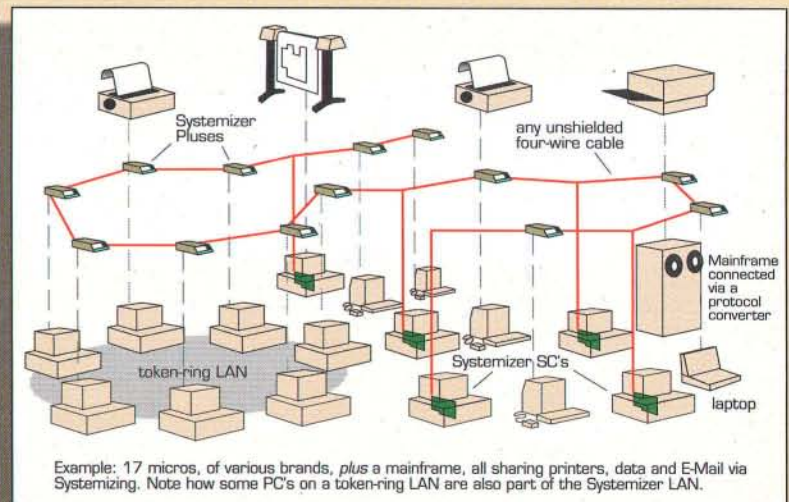 Systemizer
Pluses
any unshielded
four-wire cable
Mainframe
connected
via a
protocol
converter
token-ring LAN
Systemizer SC's
laptop
Example: 17 micros, of various brands, plus a mainframe, all sharing printers, data and E-Mail via
Systemizing. Note how some PC's on a token-ring LAN are also part of the Systemizer LAN.